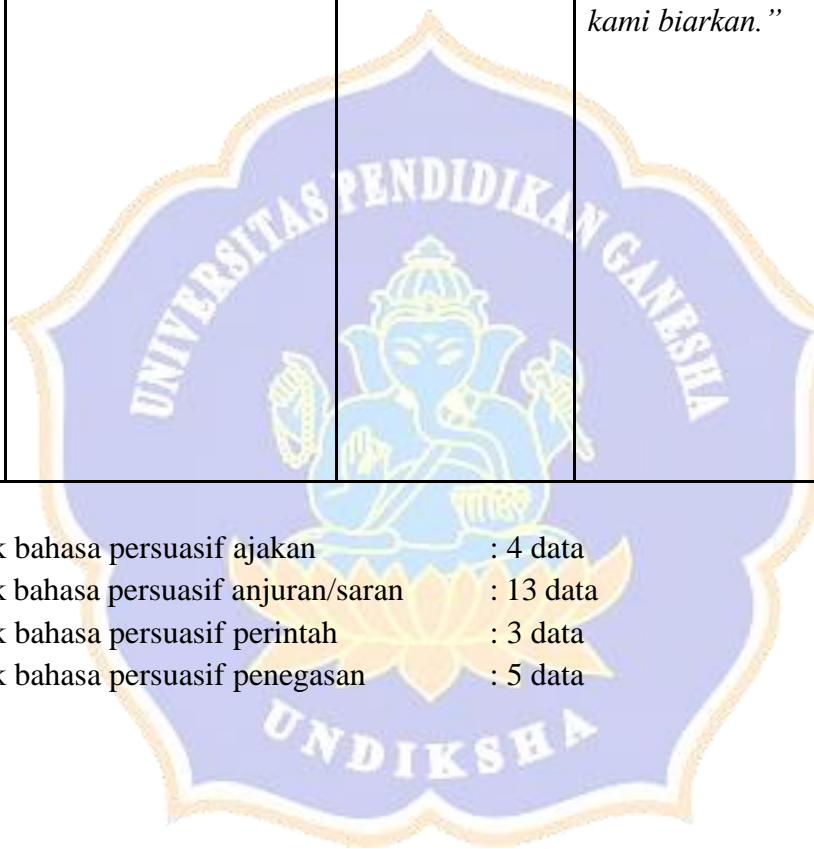 kami biarkan.”
UNIVERSITAS PENDIDIKAN GANESHA
k bahasa persuasif ajakan : 4 data
k bahasa persuasif anjuran/saran : 13 data
k bahasa persuasif perintah : 3 data
k bahasa persuasif penegasan : 5 data
UNDIKSHA